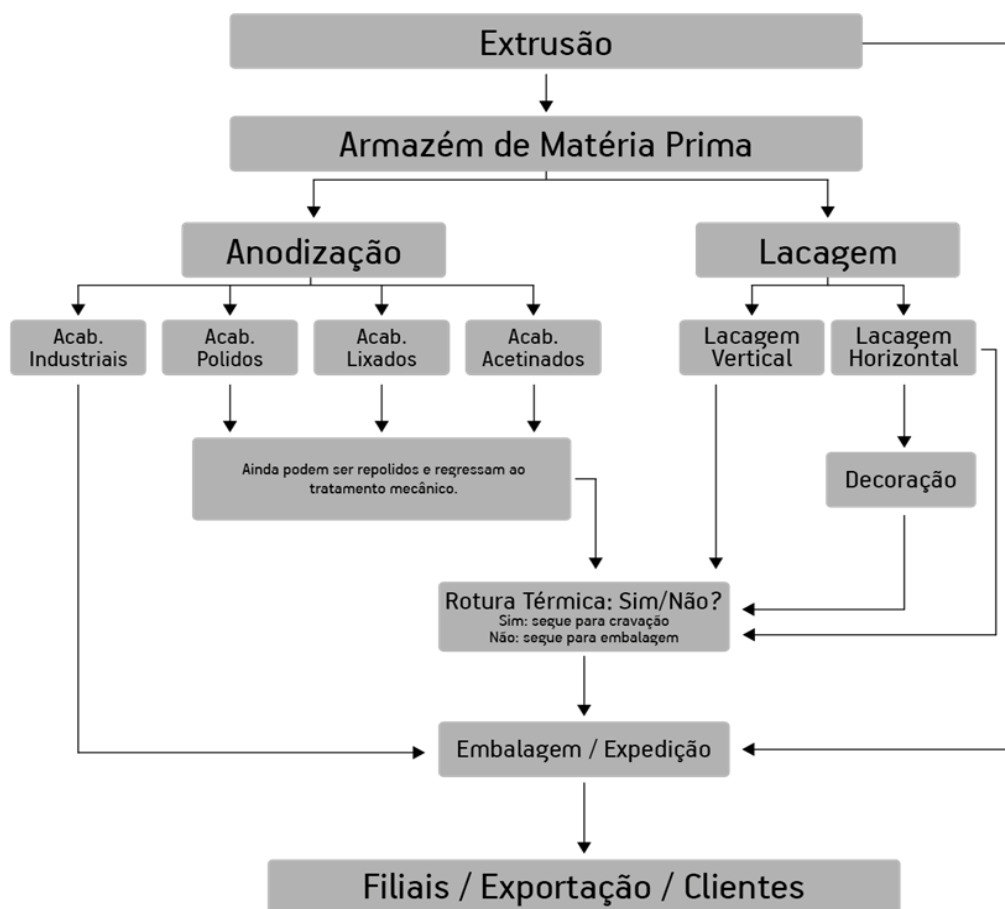 Extrusão
Armazém de Matéria Prima
Anodização
Lacagem
Acab.
Industriais
Acab.
Polidos
Acab.
Lixados
Acab.
Acetinados
Lacagem
Vertical
Lacagem
Horizontal
Ainda podem ser repolidos e regressam ao
tratamento mecânico.
Decoração
Rotura Térmica: Sim/Não?
Sim: segue para cravação
Não: segue para embalagem
Embalagem / Expedição
Filiais / Exportação / Clientes